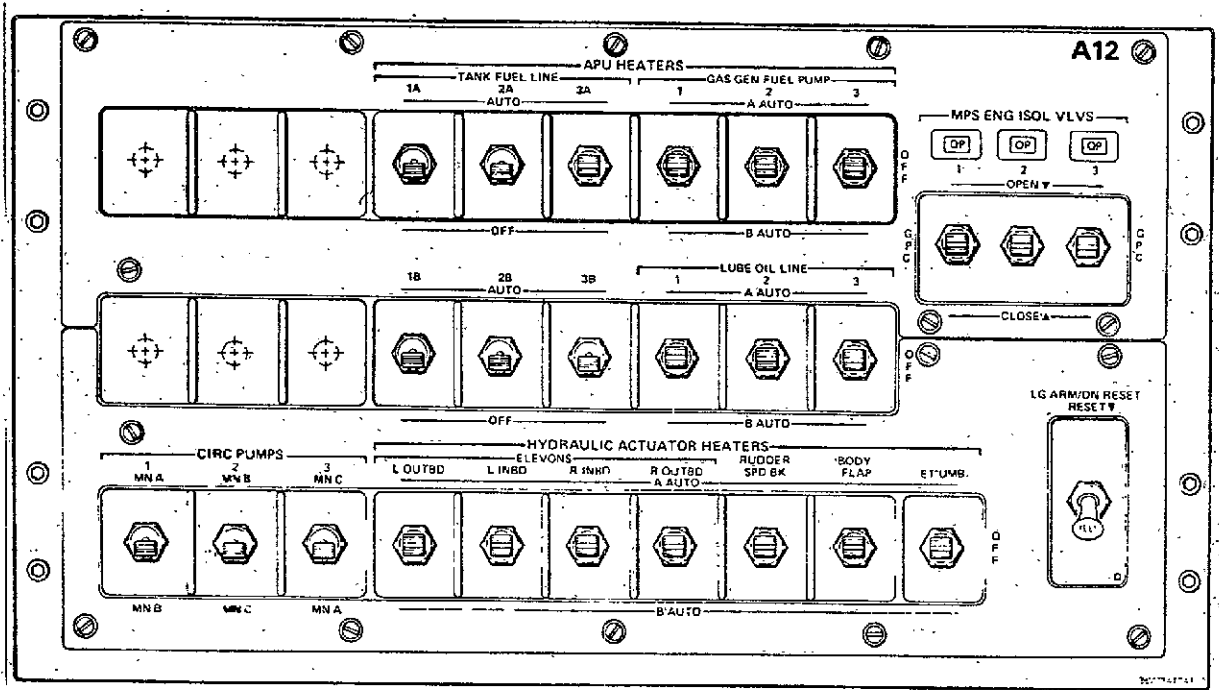 A12
APU HEATERS
TANK FUEL LINE GAS GEN FUEL PUMP
1A 2A 3A 1 2 3
AUTO A AUTO
MPS ENG ISOL VLVS
OP OP OP
1 2 3
OFF
OPEN ▼
OFF B AUTO
GPC GPC
LUBE OIL LINE
1B 2B 3B 1 2 3
AUTO A AUTO
CLOSE ▲
OFF
LG ARM/DN RESET
RESET ▼
OFF B AUTO
CIRC PUMPS HYDRAULIC ACTUATOR HEATERS
ELEVONS
1 2 3 L OUTBD L INBD R INBD R OUTBD RUDDER SPD BK BODY FLAP ET UMB
MN A MN B MN C A AUTO
OFF
D
MN B MN C MN A B AUTO